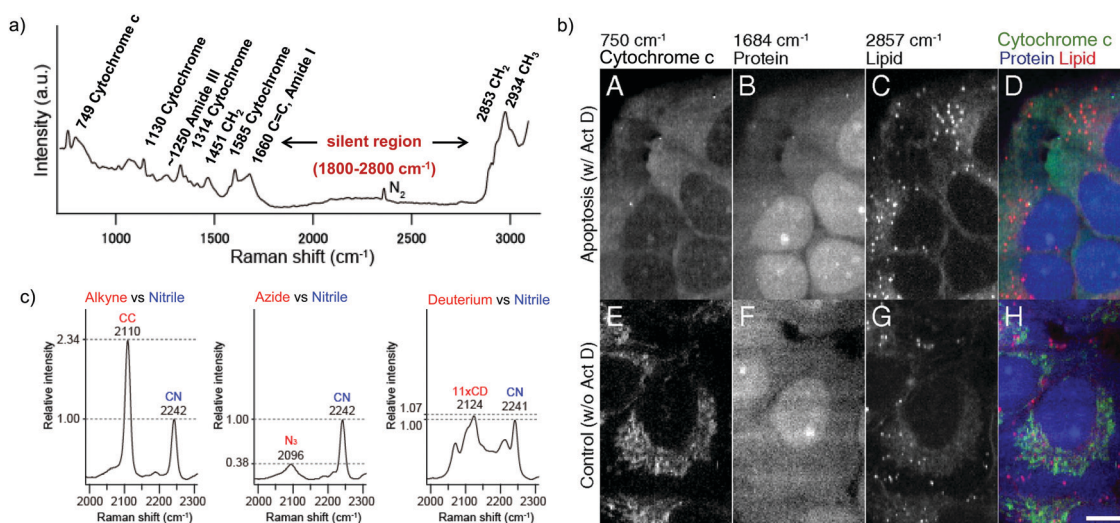 a)
Intensity (a.u.)
749 Cytochrome c
1130 Cytochrome
~1250 Amide III
1314 Cytochrome
1451 CH2
1585 Cytochrome
1660 C=C, Amide I
silent region
(1800-2800 cm-1)
2853 CH2
2934 CH3
N2
1000 1500 2000 2500 3000
Raman shift (cm-1)
b)
750 cm-1
Cytochrome c
1684 cm-1
Protein
2857 cm-1
Lipid
Cytochrome c
Protein Lipid
Apoptosis (w/ Act D)
A B C D
Control (w/o Act D)
E F G H
c)
Alkyne vs Nitrile
Relative intensity
2.34
1.00
CC
2110
CN
2242
2000 2100 2200 2300
Raman shift (cm-1)
Azide vs Nitrile
Relative intensity
1.00
0.38
N3
2096
CN
2242
2000 2100 2200 2300
Raman shift (cm-1)
Deuterium vs Nitrile
Relative intensity
1.07
1.00
11xCD
2124
CN
2241
2000 2100 2200 2300
Raman shift (cm-1)